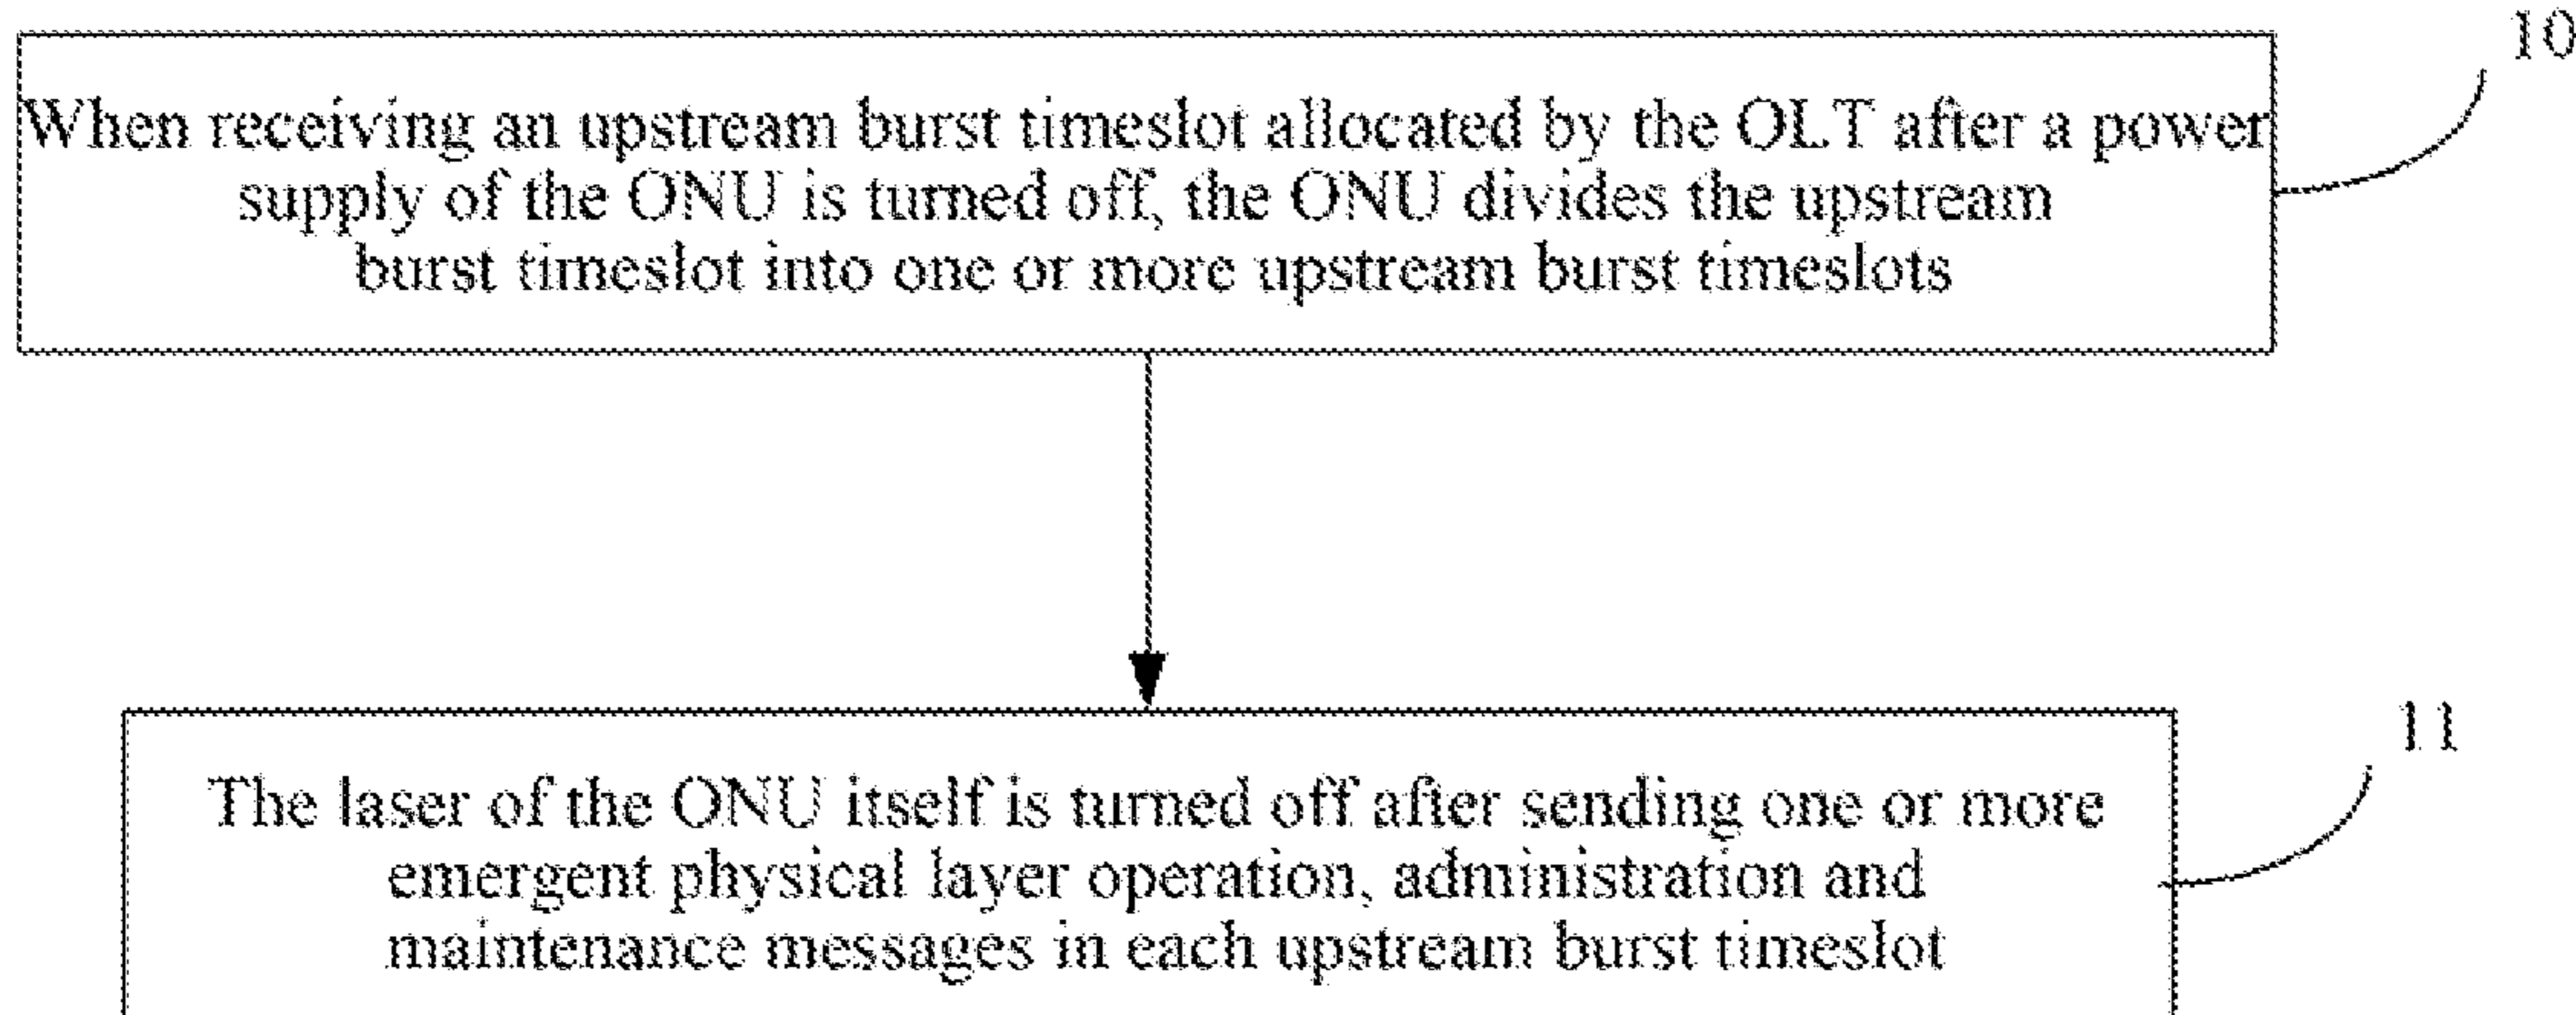 10
When receiving an upstream burst timeslot allocated by the OLT after a power
supply of the ONU is turned off, the ONU divides the upstream
burst timeslot into one or more upstream burst timeslots
11
The laser of the ONU itself is turned off after sending one or more
emergent physical layer operation, administration and
maintenance messages in each upstream burst timeslot